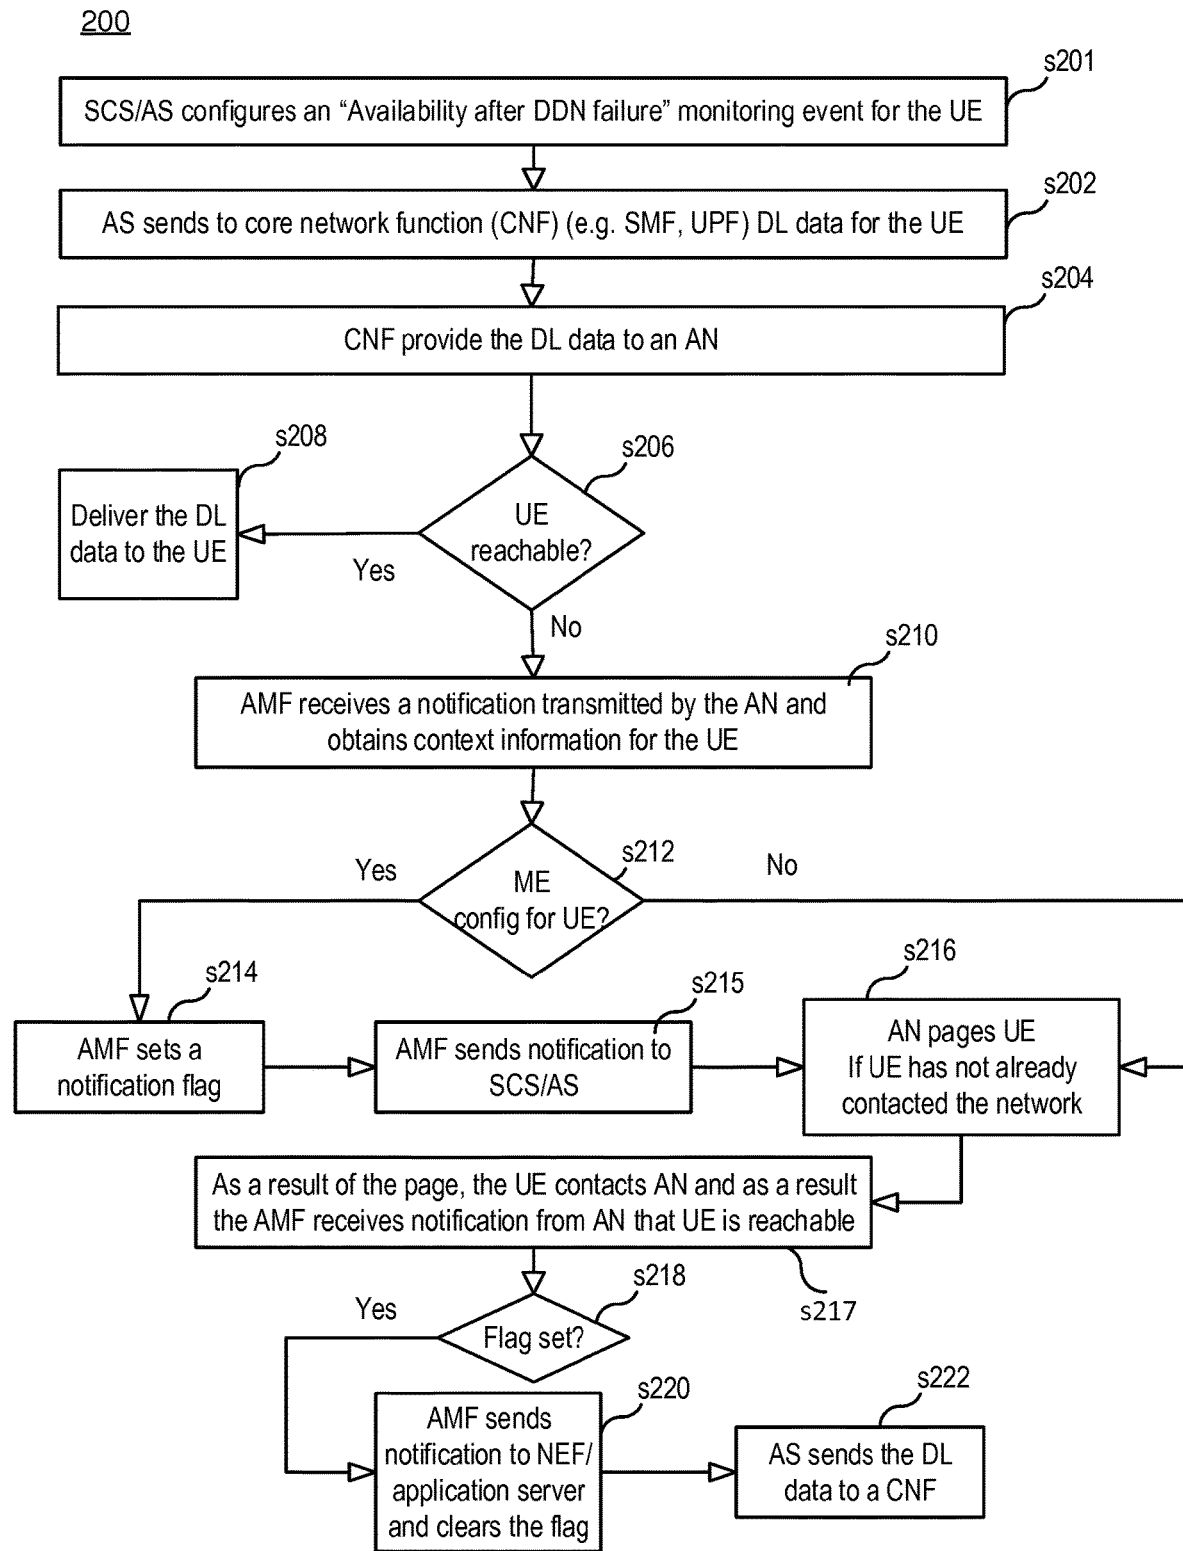 200
s201
SCS/AS configures an “Availability after DDN failure” monitoring event for the UE
s202
AS sends to core network function (CNF) (e.g. SMF, UPF) DL data for the UE
s204
CNF provide the DL data to an AN
s208
s206
Deliver the DL
data to the UE
UE
reachable?
Yes
No
s210
AMF receives a notification transmitted by the AN and
obtains context information for the UE
Yes
s212
No
ME
config for UE?
s214
s215
s216
AMF sets a
notification flag
AMF sends notification to
SCS/AS
AN pages UE
If UE has not already
contacted the network
As a result of the page, the UE contacts AN and as a result
the AMF receives notification from AN that UE is reachable
s217
s218
Yes
Flag set?
s220
s222
AMF sends
notification to NEF/
application server
and clears the flag
AS sends the DL
data to a CNF